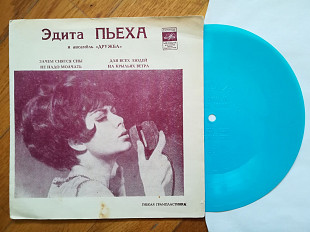 Эдита ПЬЕХА
и ансамбль «ДРУЖБА»
ЗАЧЕМ СНЯТСЯ СНЫ
НЕ НАДО МОЛЧАТЬ
ДЛЯ ВСЕХ ЛЮДЕЙ
НА КРЫЛЬЯХ ВЕТРА
ГИБКАЯ ГРАМПЛАСТИНКА